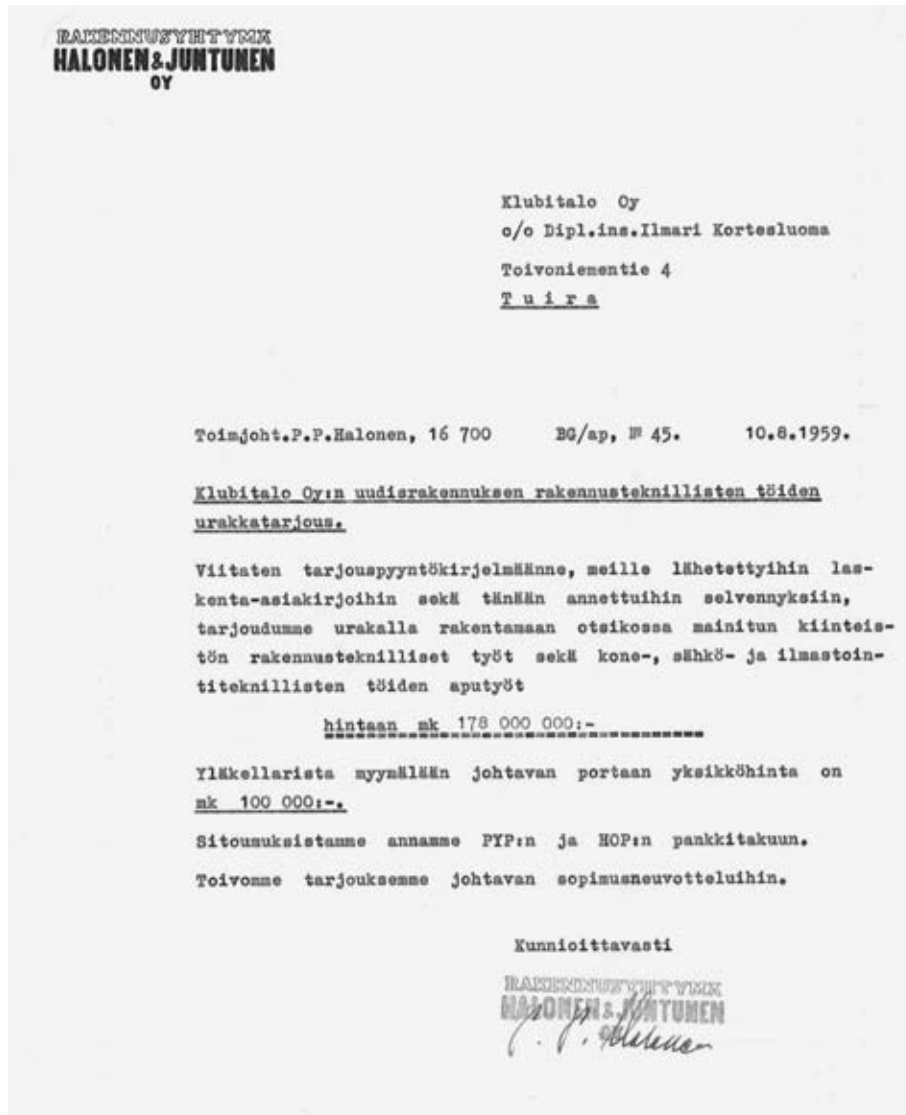 RAKENNUSYHTYMÄ
HALONEN & JUNTUNEN
OY
Klubitalo Oy
c/o Dipl.ins.Ilmari Kortesluoma
Toivoniementie 4
T u i r a
Toimjoht.P.P.Halonen, 16 700 BG/ap, № 45. 10.8.1959.
Klubitalo Oy:n uudisrakennuksen rakennusteknillisten töiden
urakkatarjous.
Viitaten tarjouspyyntökirjelmäänne, meille lähetettyihin las-
kenta-asiakirjoihin sekä tänään annettuihin selvennyksiin,
tarjoudumme urakalla rakentamaan otsikossa mainitun kiinteis-
tön rakennusteknilliset työt sekä kone-, sähkö- ja ilmastoin-
titeknillisten töiden aputyöt
hintaan mk 178 000 000:-
Yläkellarista myymälään johtavan portaan yksikköhinta on
mk 100 000:-.
Sitoumuksistamme annamme PYP:n ja HOP:n pankkitakuun.
Toivomme tarjouksemme johtavan sopimusneuvotteluihin.
Kunnioittavasti
RAKENNUSYHTYMÄ
HALONEN & JUNTUNEN
P. P. Halonen